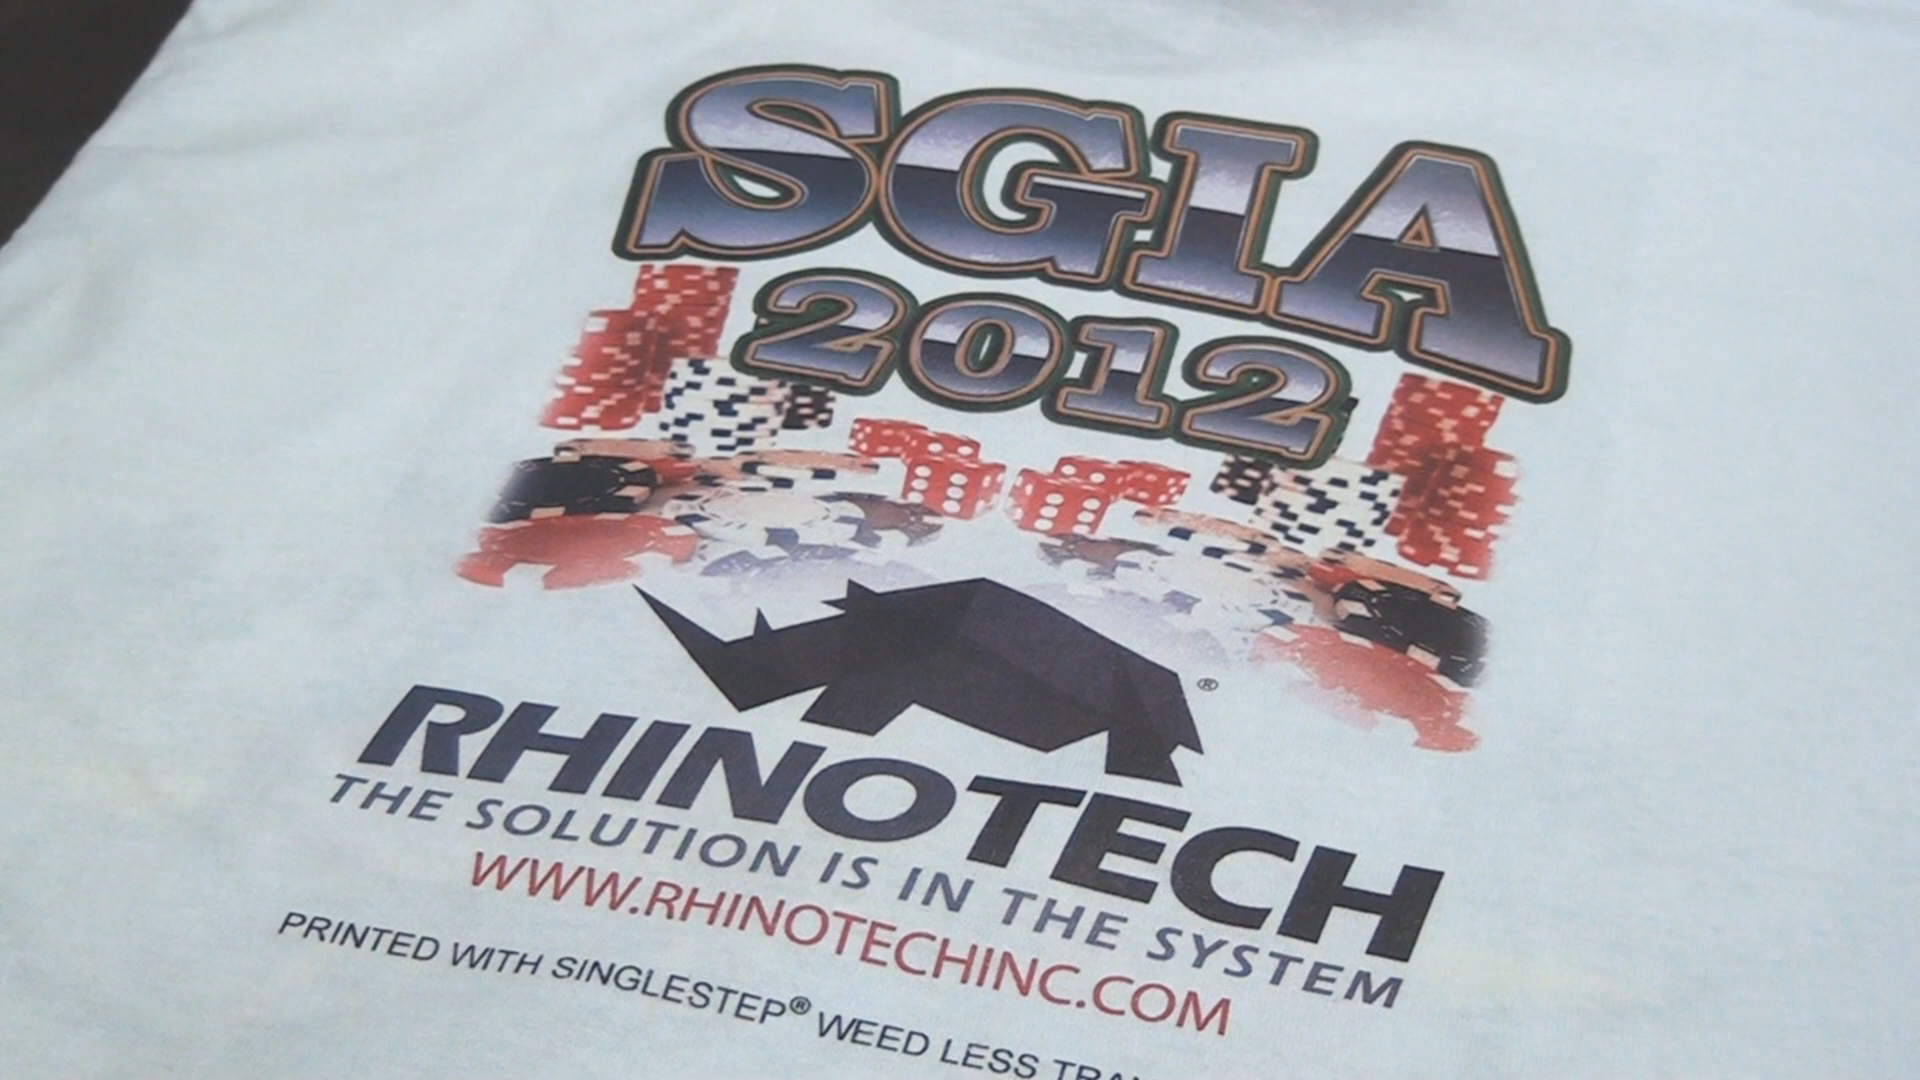 SGIA
2012
®
RHINOTECH
THE SOLUTION IS IN THE SYSTEM
WWW.RHINOTECHINC.COM
PRINTED WITH SINGLESTEP® WEED LESS